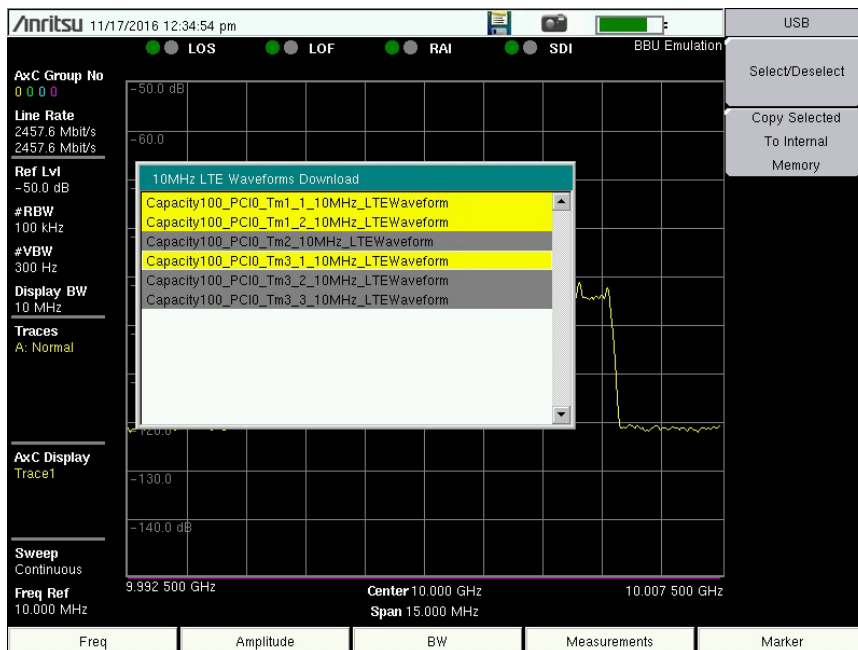 Anritsu 11/17/2016 12:34:54 pm
USB
LOS LOF RAI SDI BBU Emulation
Select/Deselect
Copy Selected
To Internal
Memory
AxC Group No
0 0 0 0
Line Rate
2457.6 Mbit/s
2457.6 Mbit/s
Ref Lvl
-50.0 dB
#RBW
100 kHz
#VBW
300 Hz
Display BW
10 MHz
Traces
A: Normal
AxC Display
Trace1
Sweep
Continuous
Freq Ref
10.000 MHz
-50.0 dB
-60.0
10MHz LTE Waveforms Download
Capacity100_PCI0_Tm1_1_10MHz_LTEWaveform
Capacity100_PCI0_Tm1_2_10MHz_LTEWaveform
Capacity100_PCI0_Tm2_10MHz_LTEWaveform
Capacity100_PCI0_Tm3_1_10MHz_LTEWaveform
Capacity100_PCI0_Tm3_2_10MHz_LTEWaveform
Capacity100_PCI0_Tm3_3_10MHz_LTEWaveform
-120.0
-130.0
-140.0 dB
9.992 500 GHz
Center 10.000 GHz
10.007 500 GHz
Span 15.000 MHz
Freq
Amplitude
BW
Measurements
Marker